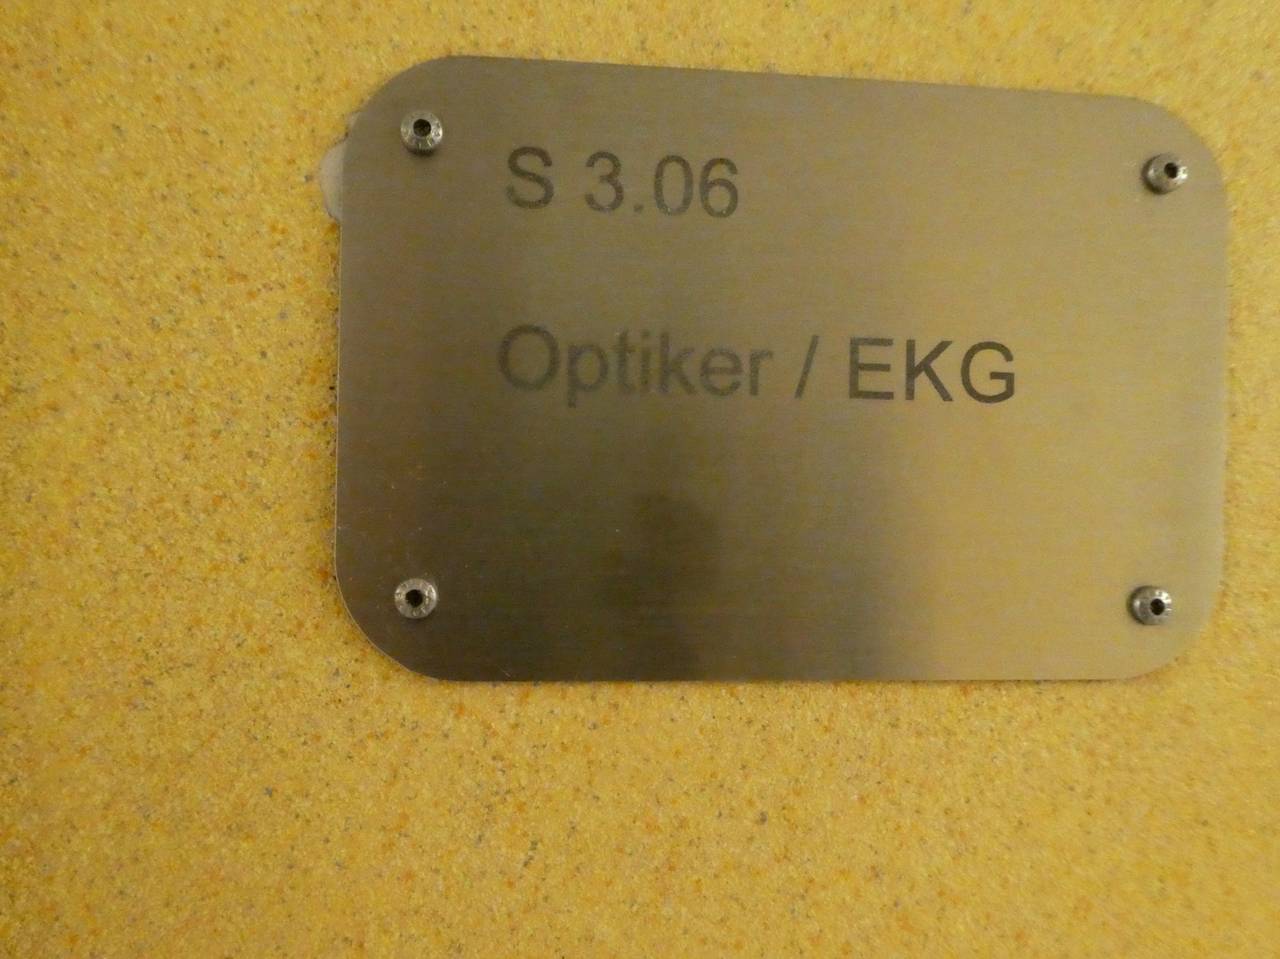 S 3.06
Optiker / EKG